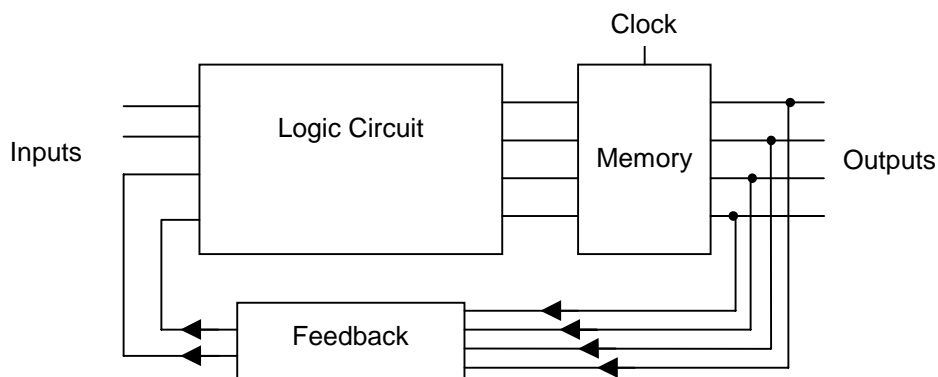 Clock
Logic Circuit
Inputs
Memory
Outputs
Feedback